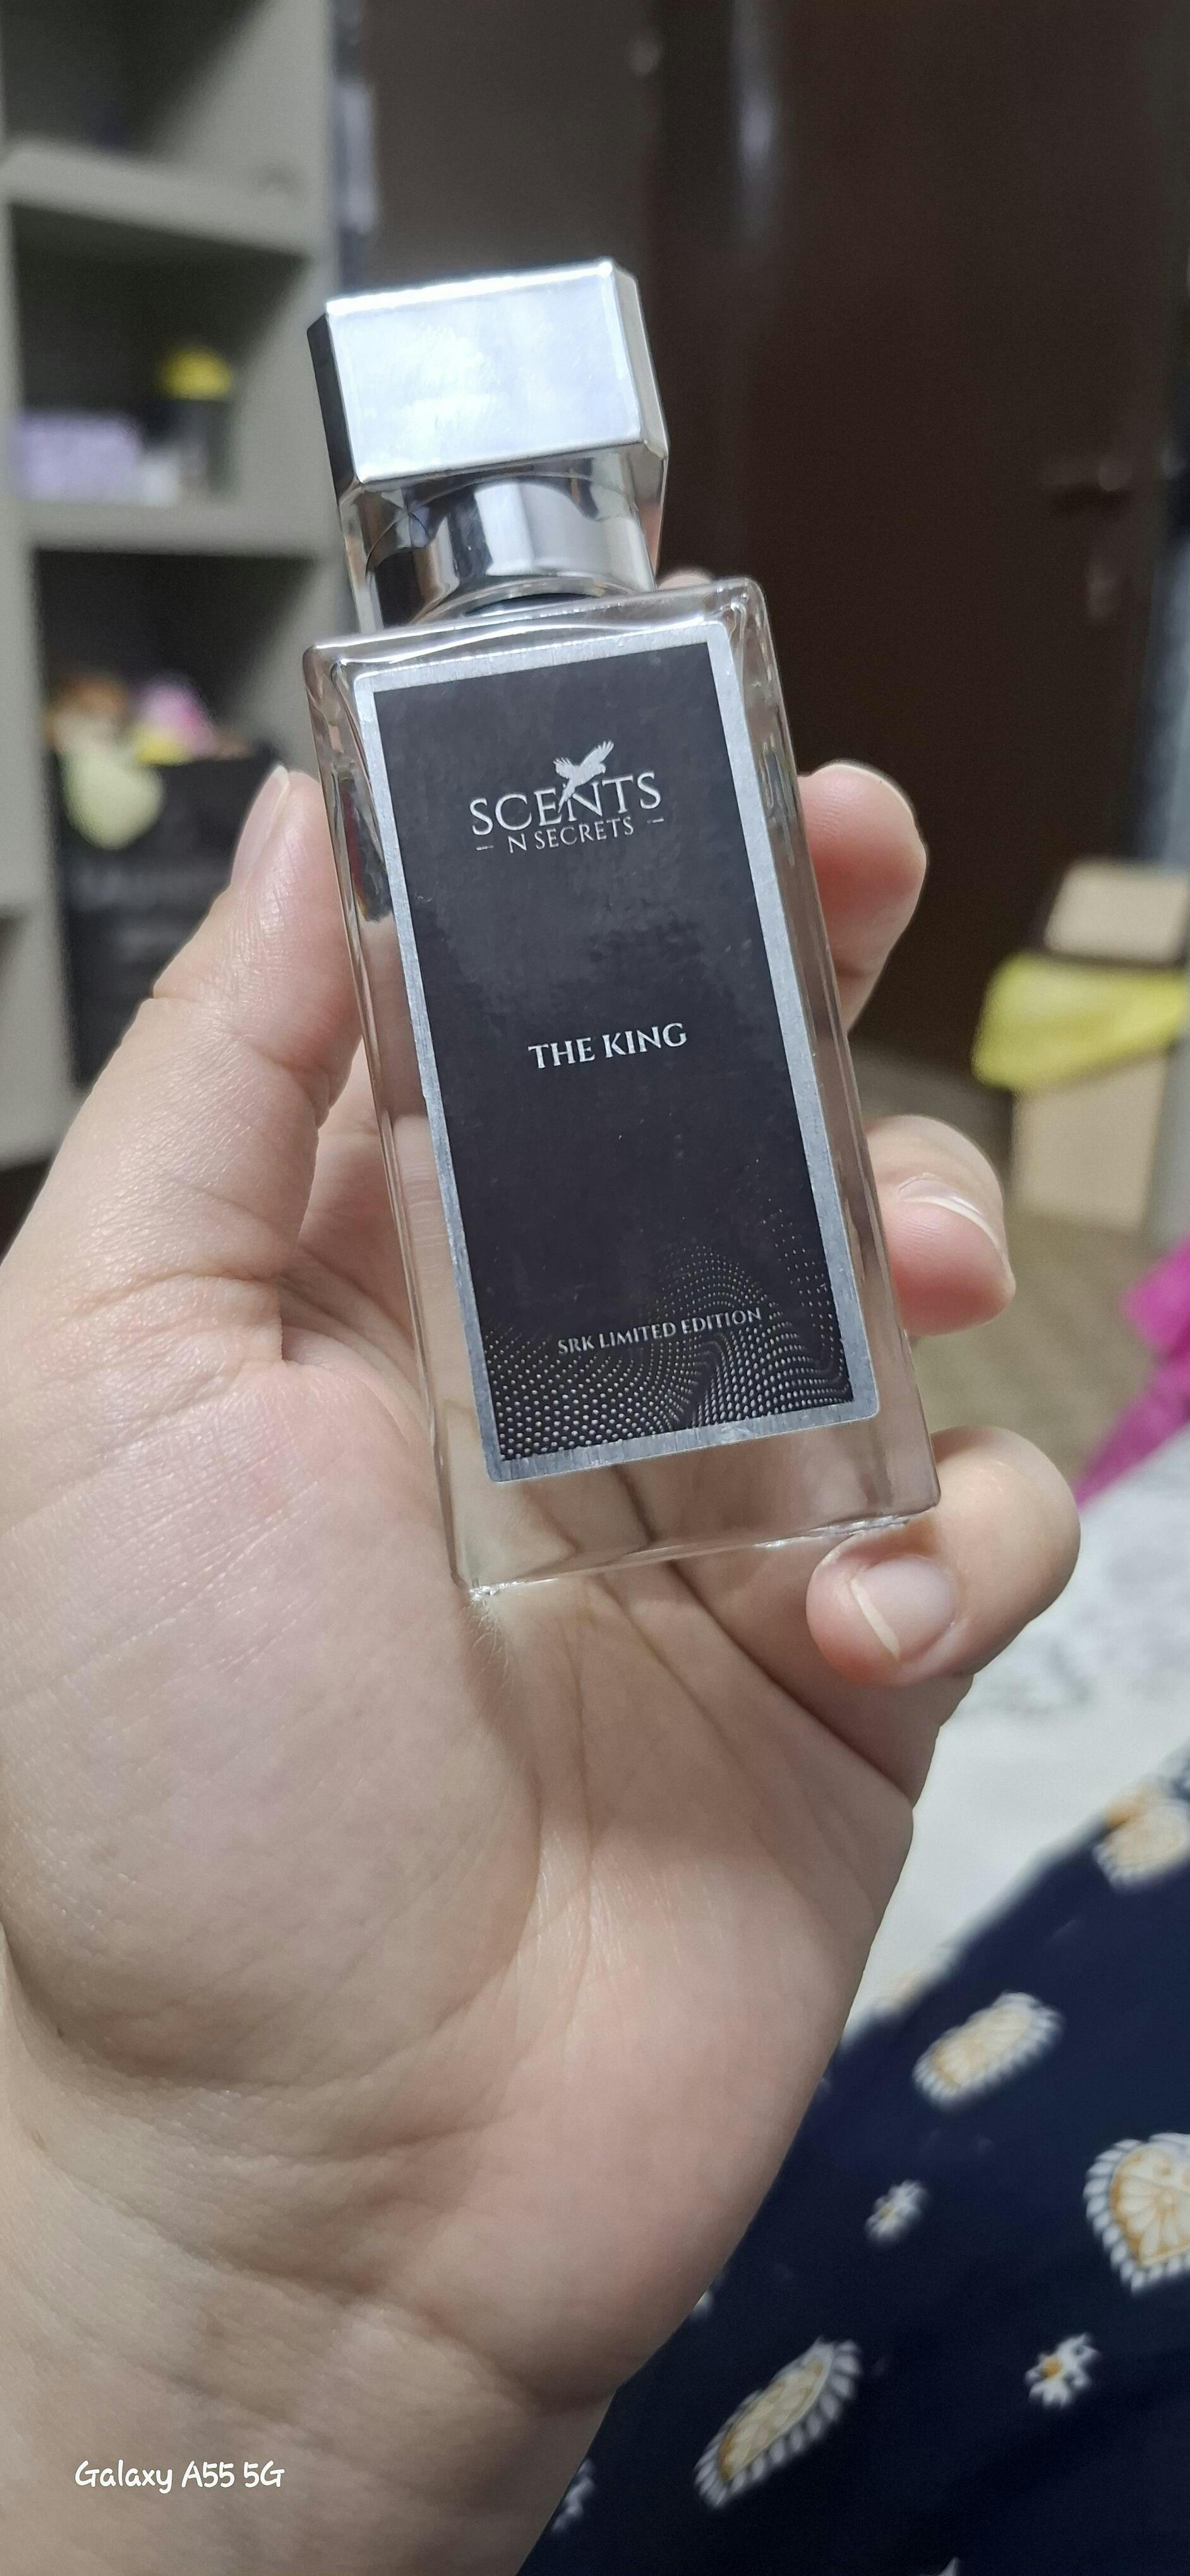 SCENTS
– N SECRETS –
THE KING
SRK LIMITED EDITION
Galaxy A55 5G